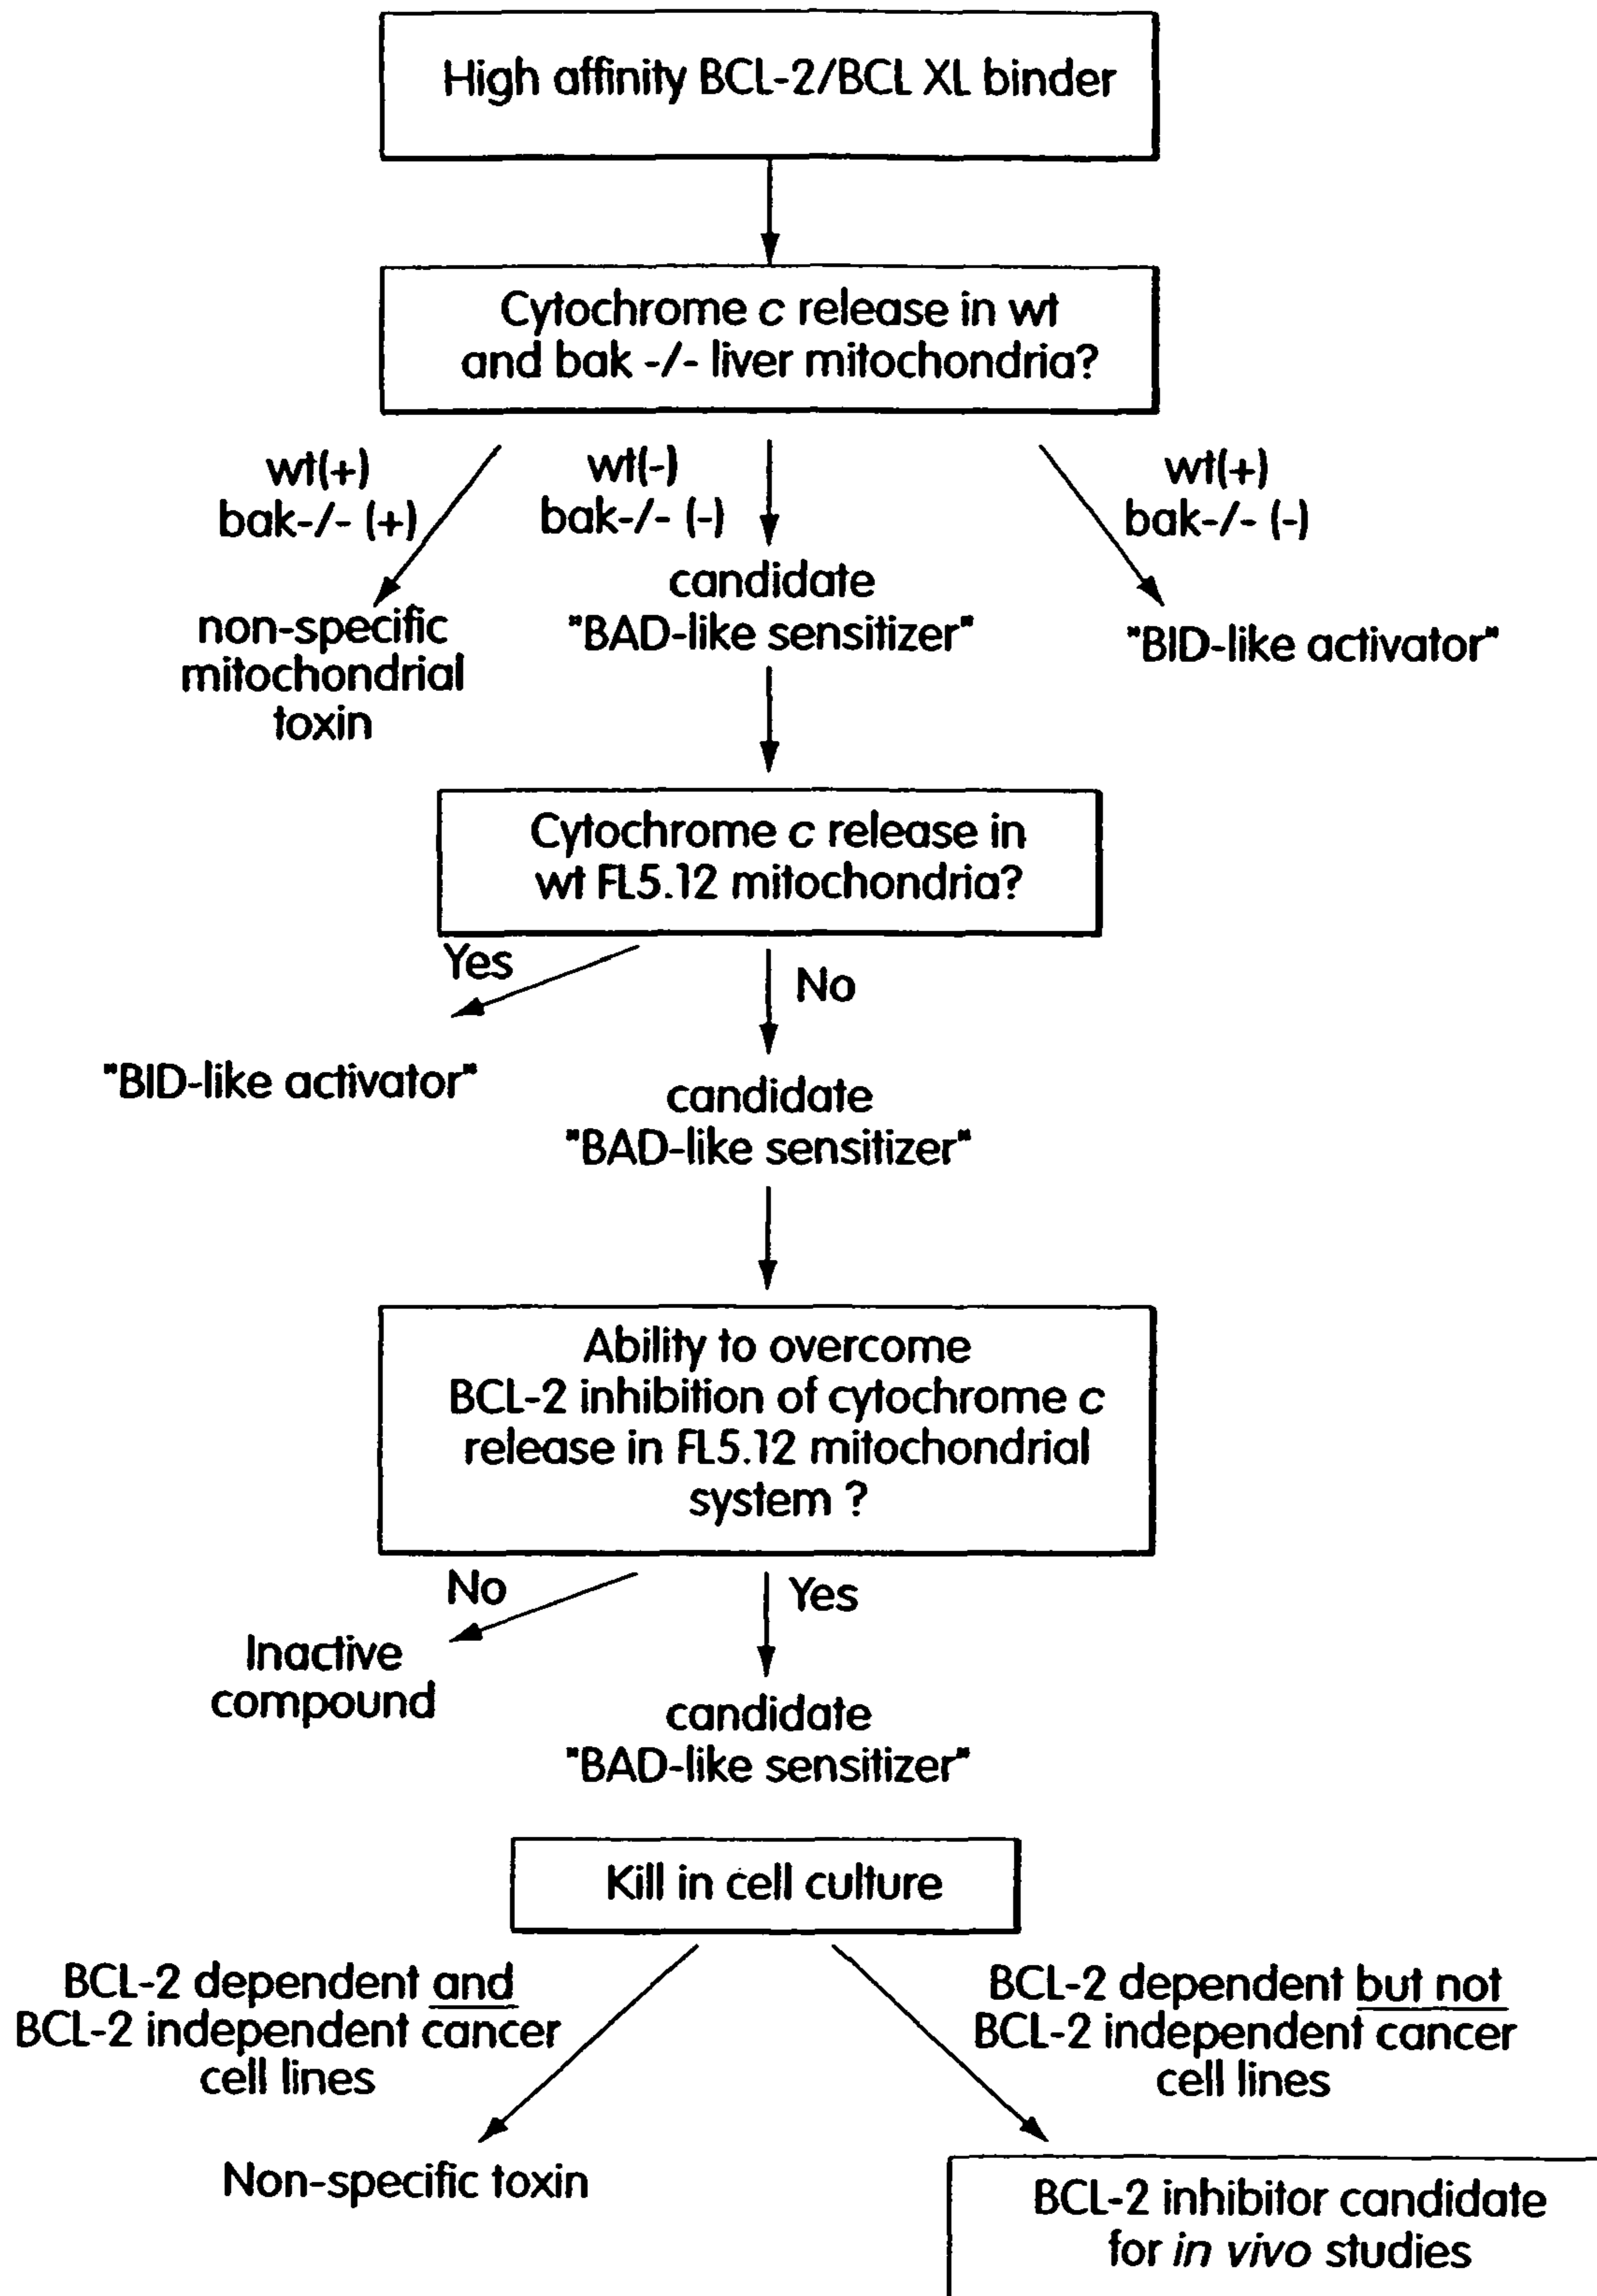 High affinity BCL-2/BCL XL binder
Cytochrome c release in wt
and bak -/- liver mitochondria?
wt(+)
bak-/- (+)
wt(-)
bak-/- (-)
wt(+)
bak-/- (-)
non-specific
mitochondrial
toxin
candidate
"BAD-like sensitizer"
"BID-like activator"
Cytochrome c release in
wt FL5.12 mitochondria?
Yes
No
"BID-like activator"
candidate
"BAD-like sensitizer"
Ability to overcome
BCL-2 inhibition of cytochrome c
release in FL5.12 mitochondrial
system ?
No
Yes
Inactive
compound
candidate
"BAD-like sensitizer"
Kill in cell culture
BCL-2 dependent and
BCL-2 independent cancer
cell lines
BCL-2 dependent but not
BCL-2 independent cancer
cell lines
Non-specific toxin
BCL-2 inhibitor candidate
for in vivo studies